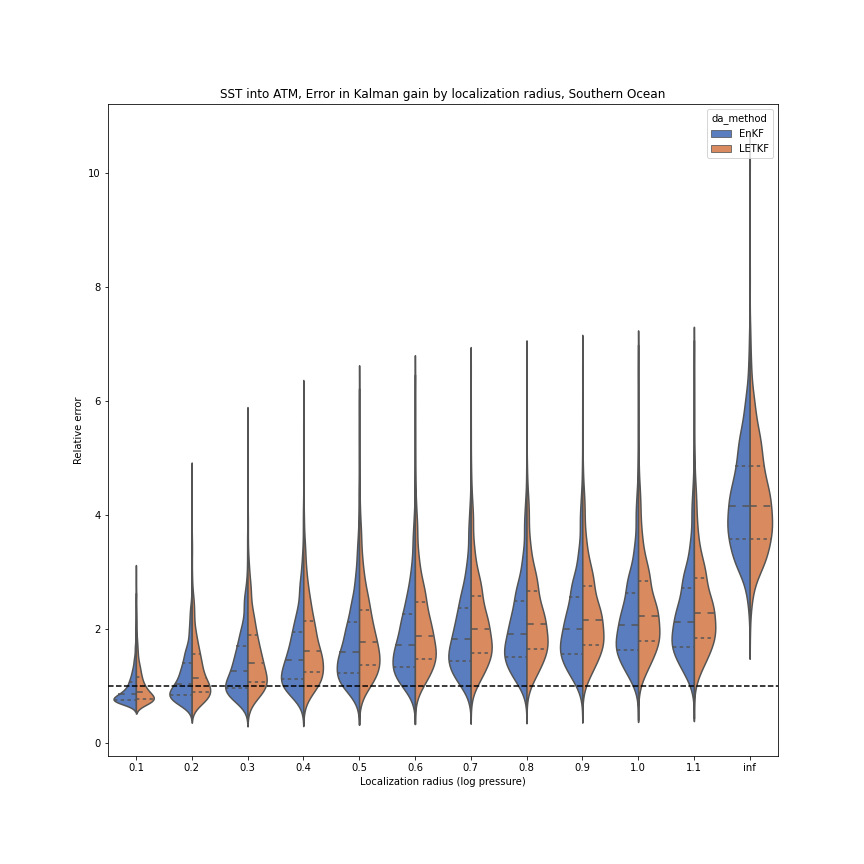 SST into ATM, Error in Kalman gain by localization radius, Southern Ocean
da_method
EnKF
LETKF
10
8
6
4
2
0
Relative error
0.1 0.2 0.3 0.4 0.5 0.6 0.7 0.8 0.9 1.0 1.1 inf
Localization radius (log pressure)